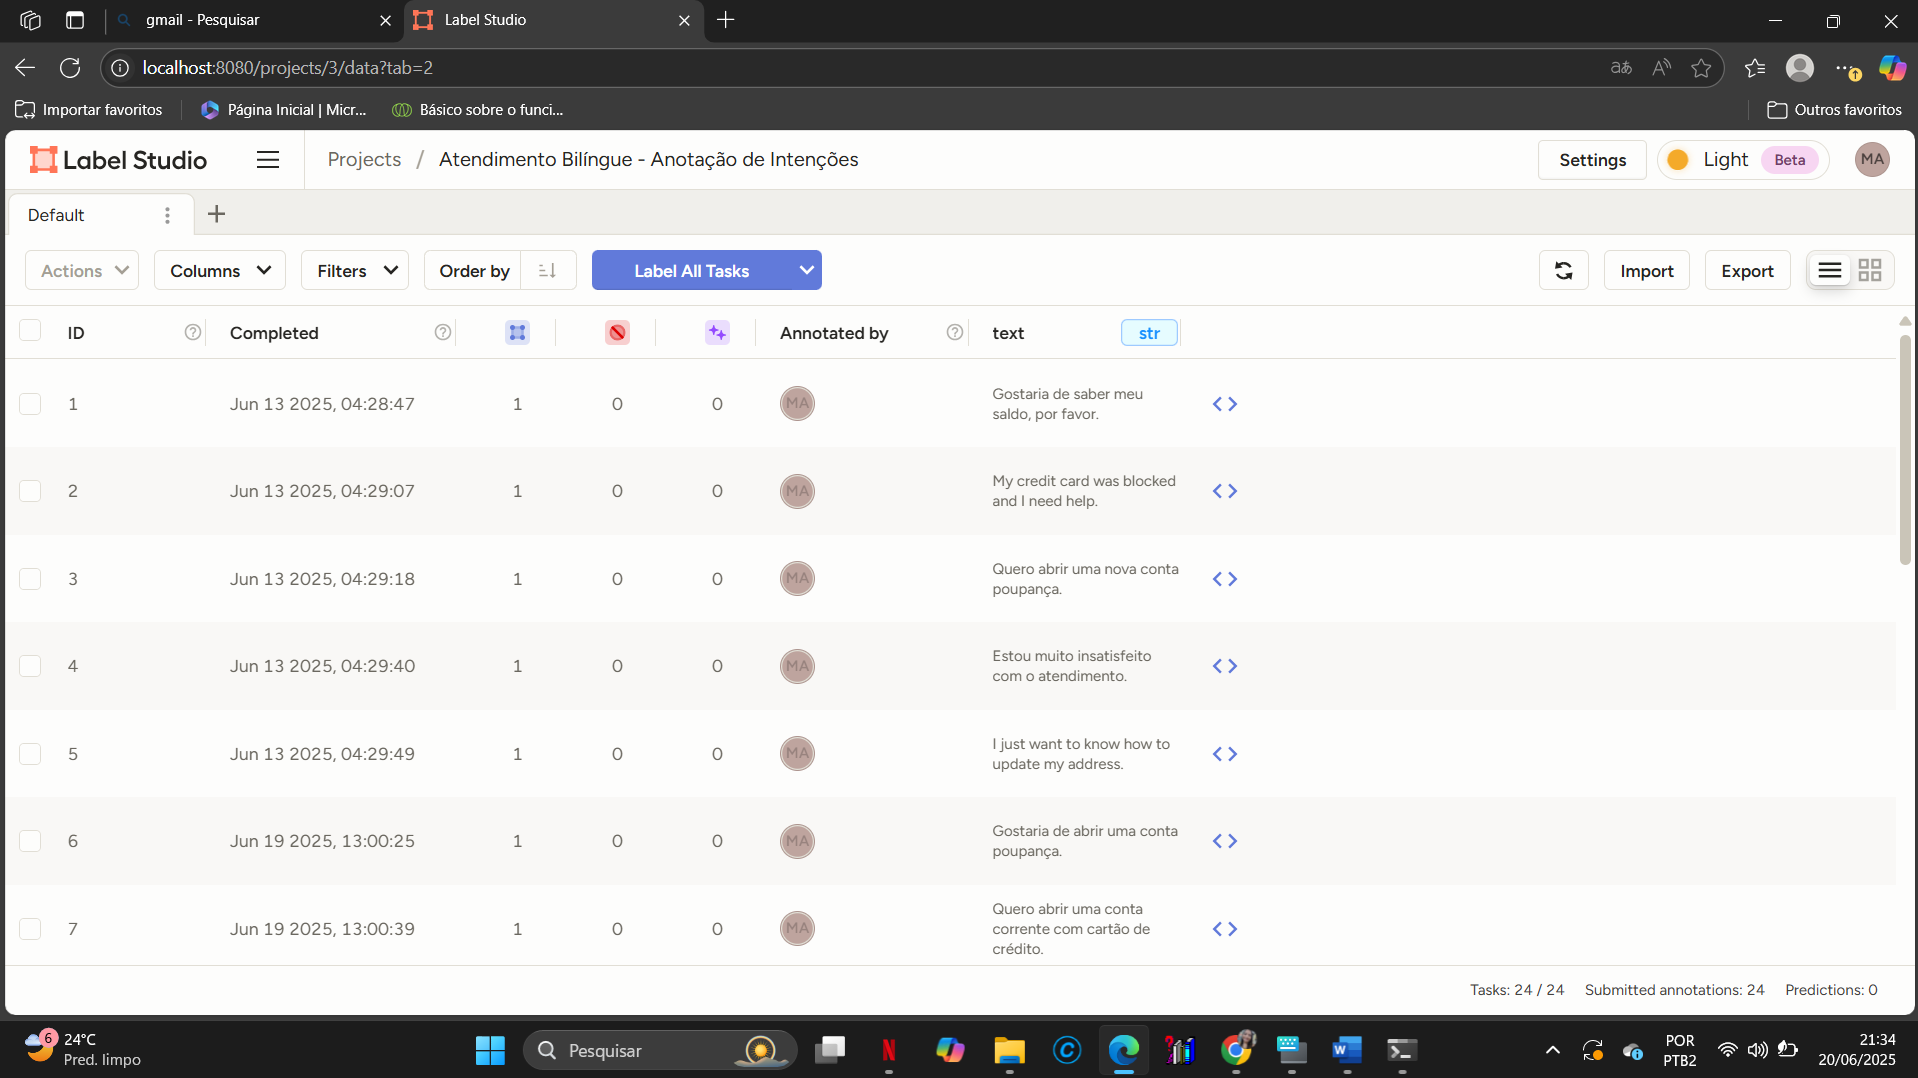 gmail - Pesquisar
Label Studio
localhost:8080/projects/3/data?tab=2
Importar favoritos
Página Inicial | Micr...
Básico sobre o funci...
Outros favoritos
Label Studio
Projects / Atendimento Bilíngue - Anotação de Intenções
Settings
Light Beta
MA
Default
Actions
Columns
Filters
Order by
Label All Tasks
Import
Export
ID
Completed
Annotated by
text
str
1
Jun 13 2025, 04:28:47
1
0
0
MA
Gostaria de saber meu
saldo, por favor.
2
Jun 13 2025, 04:29:07
1
0
0
MA
My credit card was blocked
and I need help.
3
Jun 13 2025, 04:29:18
1
0
0
MA
Quero abrir uma nova conta
poupança.
4
Jun 13 2025, 04:29:40
1
0
0
MA
Estou muito insatisfeito
com o atendimento.
5
Jun 13 2025, 04:29:49
1
0
0
MA
I just want to know how to
update my address.
6
Jun 19 2025, 13:00:25
1
0
0
MA
Gostaria de abrir uma conta
poupança.
7
Jun 19 2025, 13:00:39
1
0
0
MA
Quero abrir uma conta
corrente com cartão de
crédito.
Tasks: 24 / 24
Submitted annotations: 24
Predictions: 0
6
24°C
Pred. limpo
Pesquisar
POR
PTB2
21:34
20/06/2025